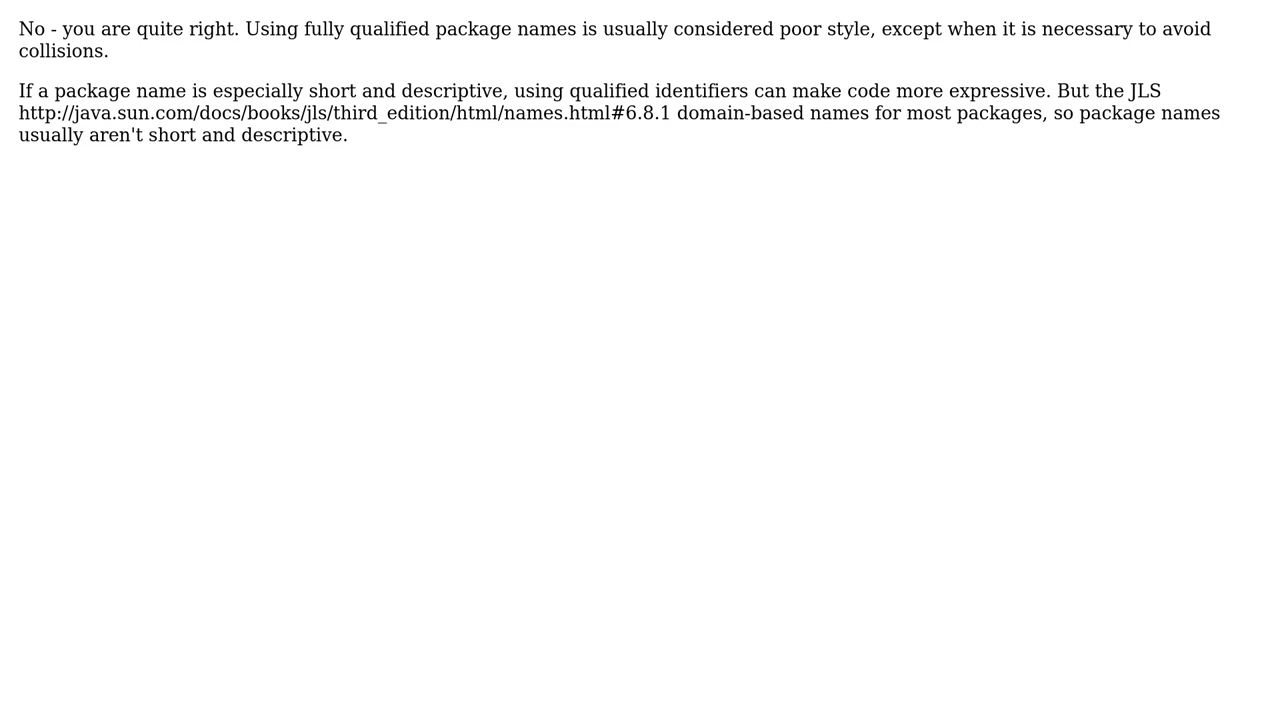 No - you are quite right. Using fully qualified package names is usually considered poor style, except when it is necessary to avoid
collisions.
If a package name is especially short and descriptive, using qualified identifiers can make code more expressive. But the JLS
http://java.sun.com/docs/books/jls/third_edition/html/names.html#6.8.1 domain-based names for most packages, so package names
usually aren't short and descriptive.